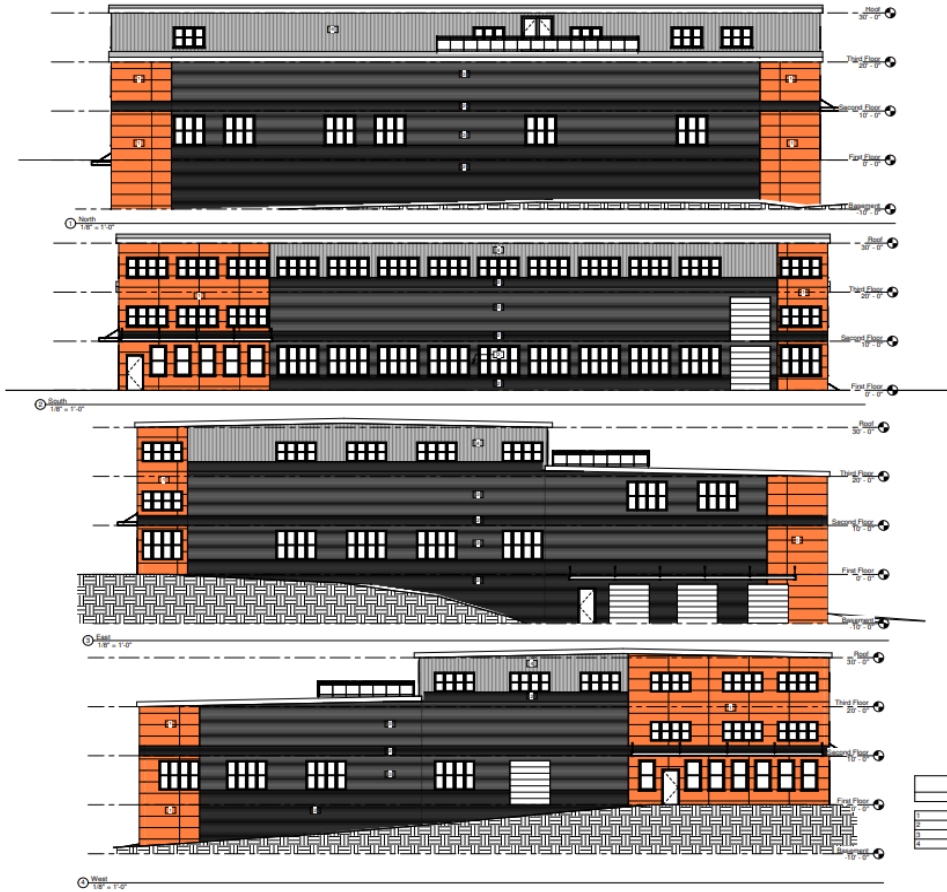 Roof
30' - 0"
Third Floor
20' - 0"
Second Floor
10' - 0"
First Floor
0' - 0"
Basement
-10' - 0"
1 North
1/8" = 1'-0"
Roof
30' - 0"
Third Floor
20' - 0"
Second Floor
10' - 0"
First Floor
0' - 0"
2 South
1/8" = 1'-0"
Roof
30' - 0"
Third Floor
20' - 0"
Second Floor
10' - 0"
First Floor
0' - 0"
Basement
-10' - 0"
3 East
1/8" = 1'-0"
Roof
30' - 0"
Third Floor
20' - 0"
Second Floor
10' - 0"
First Floor
0' - 0"
Basement
-10' - 0"
4 West
1/8" = 1'-0"
1
2
3
4